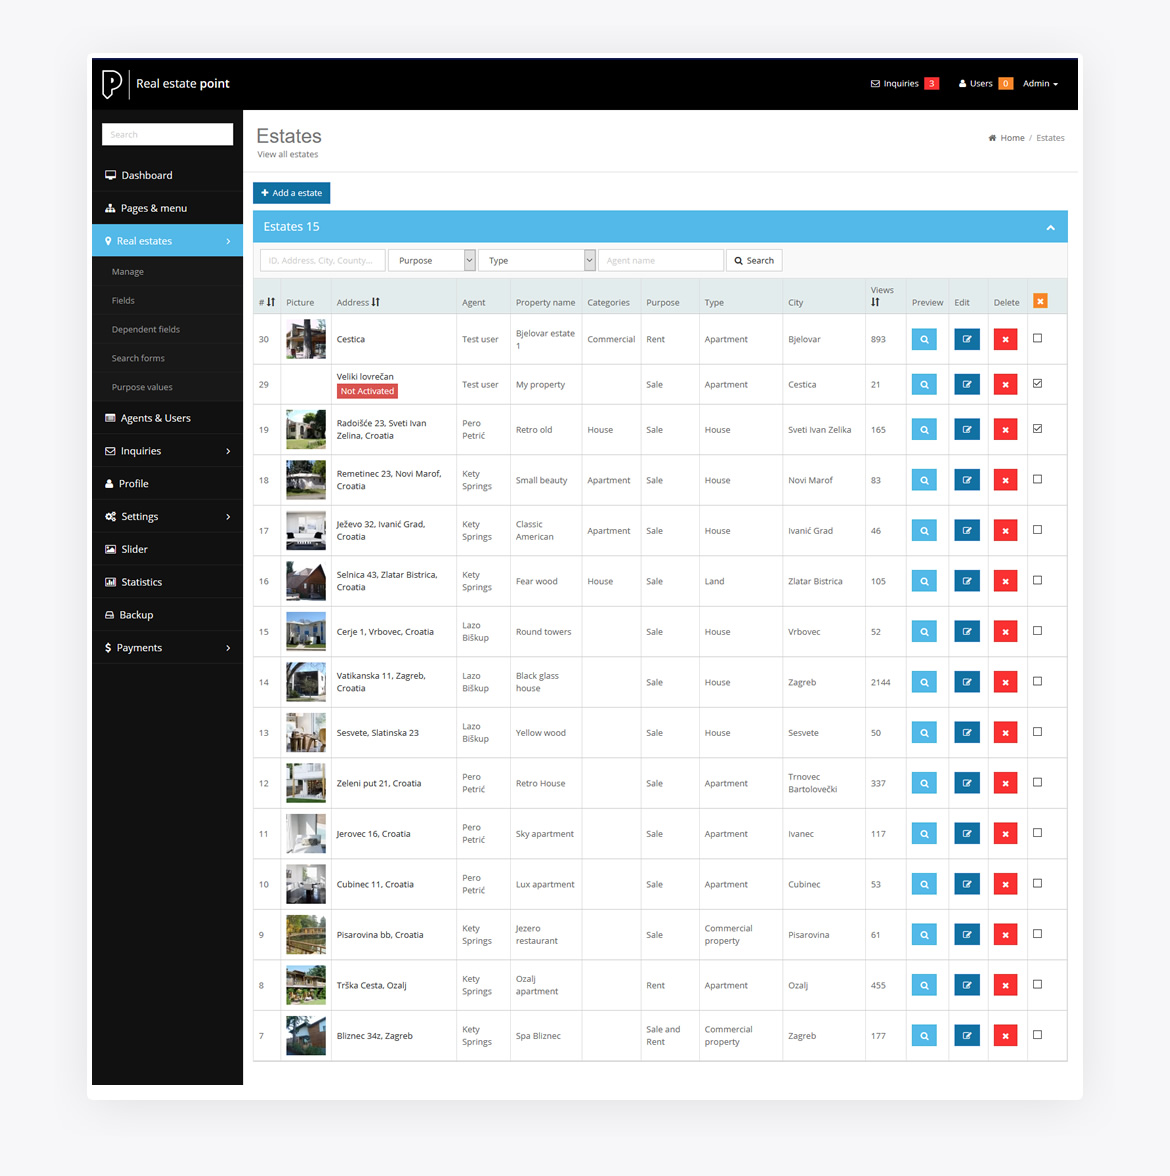 Real estate point
Inquiries 3 Users 0 Admin
Search
Estates
View all estates
Home / Estates
Dashboard
Pages & menu
Real estates
Manage
Fields
Dependent fields
Search forms
Purpose values
Agents & Users
Inquiries
Profile
Settings
Slider
Statistics
Backup
Payments
Add a estate
Estates 15
ID, Address, City, County... Purpose Type Agent name Search
# Picture Address Agent Property name Categories Purpose Type City Views Preview Edit Delete
30 Cestica Test user Bjelovar estate 1 Commercial Rent Apartment Bjelovar 893
29 Veliki lovrečan Test user My property Sale Apartment Cestica 21
Not Activated
19 Radoišće 23, Sveti Ivan Zelina, Croatia Pero Petrić Retro old House Sale House Sveti Ivan Zelika 165
18 Remetinec 23, Novi Marof, Croatia Kety Springs Small beauty Apartment Sale House Novi Marof 83
17 Ježevo 32, Ivanić Grad, Croatia Kety Springs Classic American Apartment Sale House Ivanić Grad 46
16 Selnica 43, Zlatar Bistrica, Croatia Kety Springs Fear wood House Sale Land Zlatar Bistrica 105
15 Cerje 1, Vrbovec, Croatia Lazo Biškup Round towers Sale House Vrbovec 52
14 Vatikanska 11, Zagreb, Croatia Lazo Biškup Black glass house Sale House Zagreb 2144
13 Sesvete, Slatinska 23 Lazo Biškup Yellow wood Sale House Sesvete 50
12 Zeleni put 21, Croatia Pero Petrić Retro House Sale Apartment Trnovec Bartolovečki 337
11 Jerovec 16, Croatia Pero Petrić Sky apartment Sale Apartment Ivanec 117
10 Cubinec 11, Croatia Pero Petrić Lux apartment Sale Apartment Cubinec 53
9 Pisarovina bb, Croatia Kety Springs Jezero restaurant Sale Commercial property Pisarovina 61
8 Trška Cesta, Ozalj Kety Springs Ozalj apartment Rent Apartment Ozalj 455
7 Bliznec 34z, Zagreb Kety Springs Spa Bliznec Sale and Rent Commercial property Zagreb 177